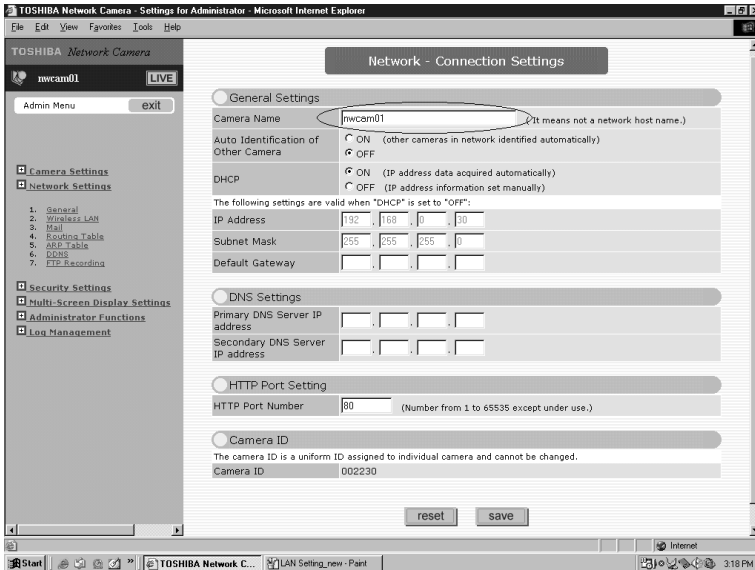 TOSHIBA Network Camera - Settings for Administrator - Microsoft Internet Explorer
File Edit View Favorites Tools Help
TOSHIBA Network Camera
nwcam01 LIVE
Admin Menu exit
Camera Settings
Network Settings
1. General
2. Wireless LAN
3. Mail
4. Routing Table
5. ARP Table
6. DDNS
7. FTP Recording
Security Settings
Multi-Screen Display Settings
Administrator Functions
Log Management
Network - Connection Settings
General Settings
Camera Name nwcam01 ( It means not a network host name.)
Auto Identification of Other Camera
ON (other cameras in network identified automatically)
OFF
DHCP
ON (IP address data acquired automatically)
OFF (IP address information set manually)
The following settings are valid when "DHCP" is set to "OFF":
IP Address 192 . 168 . 0 . 30
Subnet Mask 255 . 255 . 255 . 0
Default Gateway . . .
DNS Settings
Primary DNS Server IP address . . .
Secondary DNS Server IP address . . .
HTTP Port Setting
HTTP Port Number 80 (Number from 1 to 65535 except under use.)
Camera ID
The camera ID is a uniform ID assigned to individual camera and cannot be changed.
Camera ID 002230
reset save
Internet
Start » TOSHIBA Network C... LAN Setting_new - Paint 3:18 PM